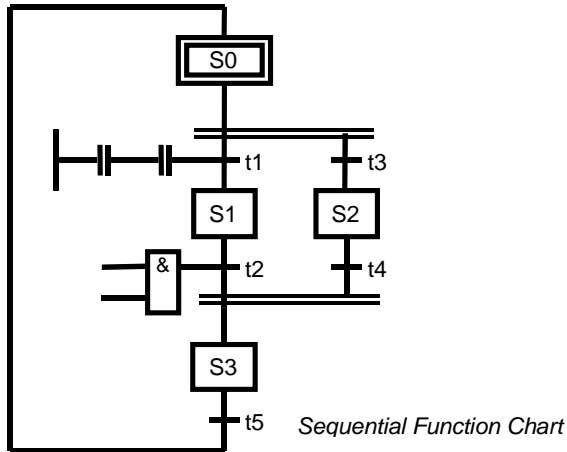 S0
t1
t3
S1
S2
&
t2
t4
S3
t5
Sequential Function Chart